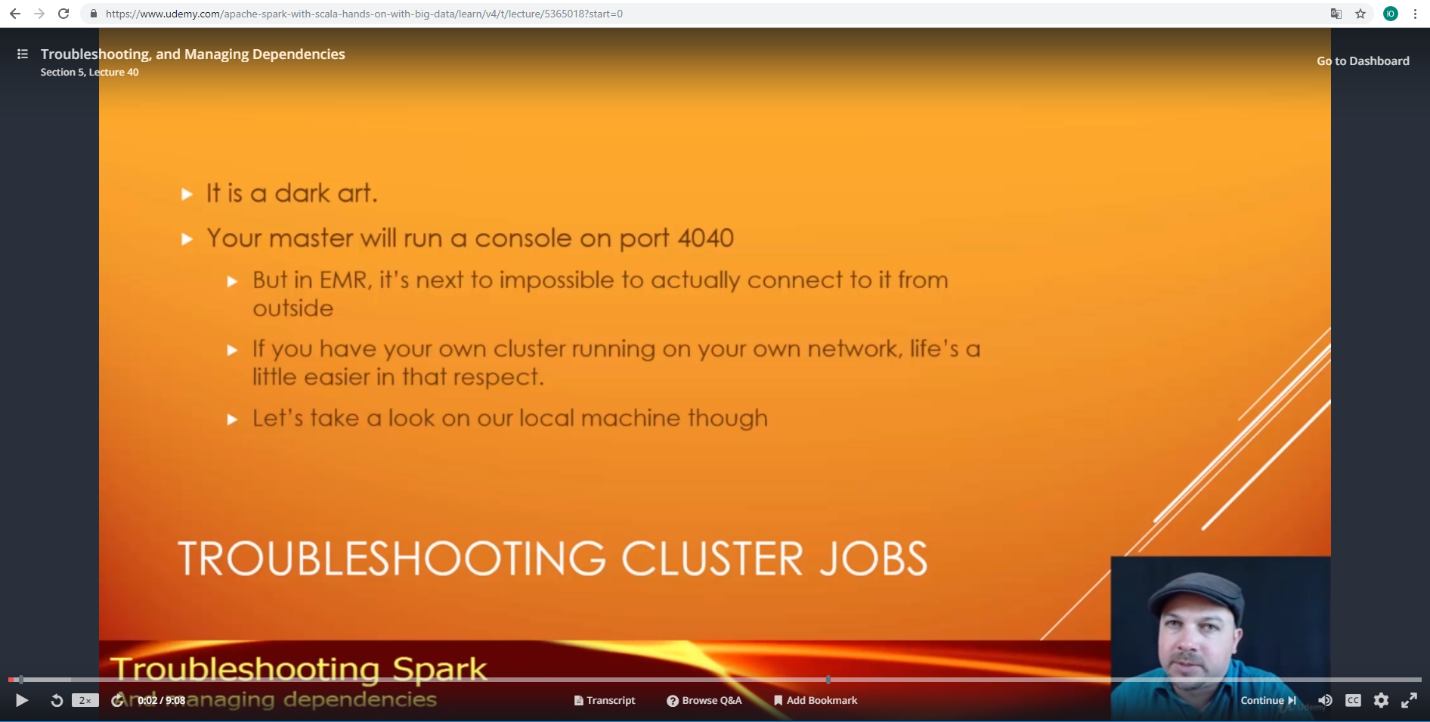 https://www.udemy.com/apache-spark-with-scala-hands-on-with-big-data/learn/v4/t/lecture/5365018?start=0
IO
Troubleshooting, and Managing Dependencies
Section 5, Lecture 40
Go to Dashboard
It is a dark art.
Your master will run a console on port 4040
But in EMR, it's next to impossible to actually connect to it from
outside
If you have your own cluster running on your own network, life's a
little easier in that respect.
Let's take a look on our local machine though
TROUBLESHOOTING CLUSTER JOBS
Troubleshooting Spark
And managing dependencies
2×
0:02 / 9:08
Transcript
Browse Q&A
Add Bookmark
Continue
CC